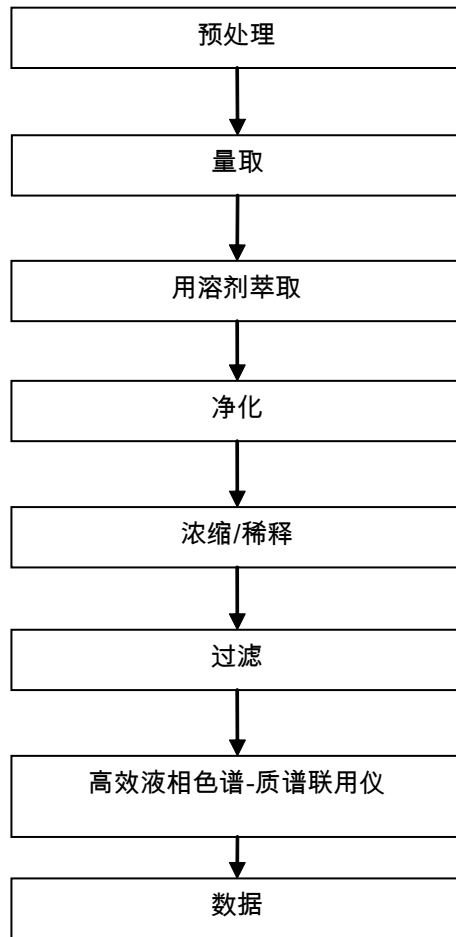 预处理
量取
用溶剂萃取
净化
浓缩/稀释
过滤
高效液相色谱-质谱联用仪
数据